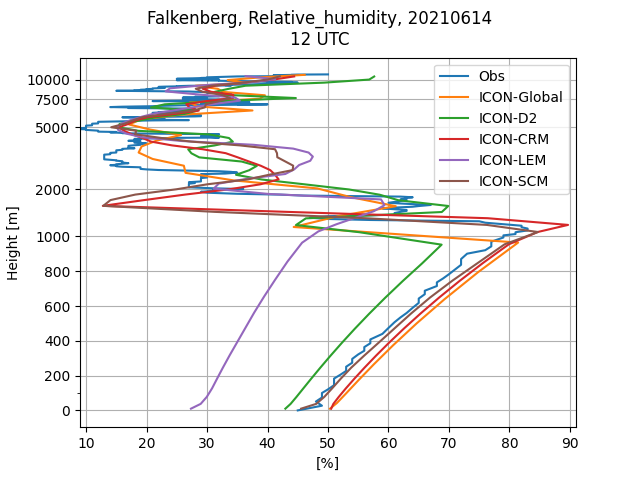 Falkenberg, Relative_humidity, 20210614
12 UTC
Height [m]
10000
7500
5000
2000
1000
800
600
400
200
0
Obs
ICON-Global
ICON-D2
ICON-CRM
ICON-LEM
ICON-SCM
10 20 30 40 50 60 70 80 90
[%]